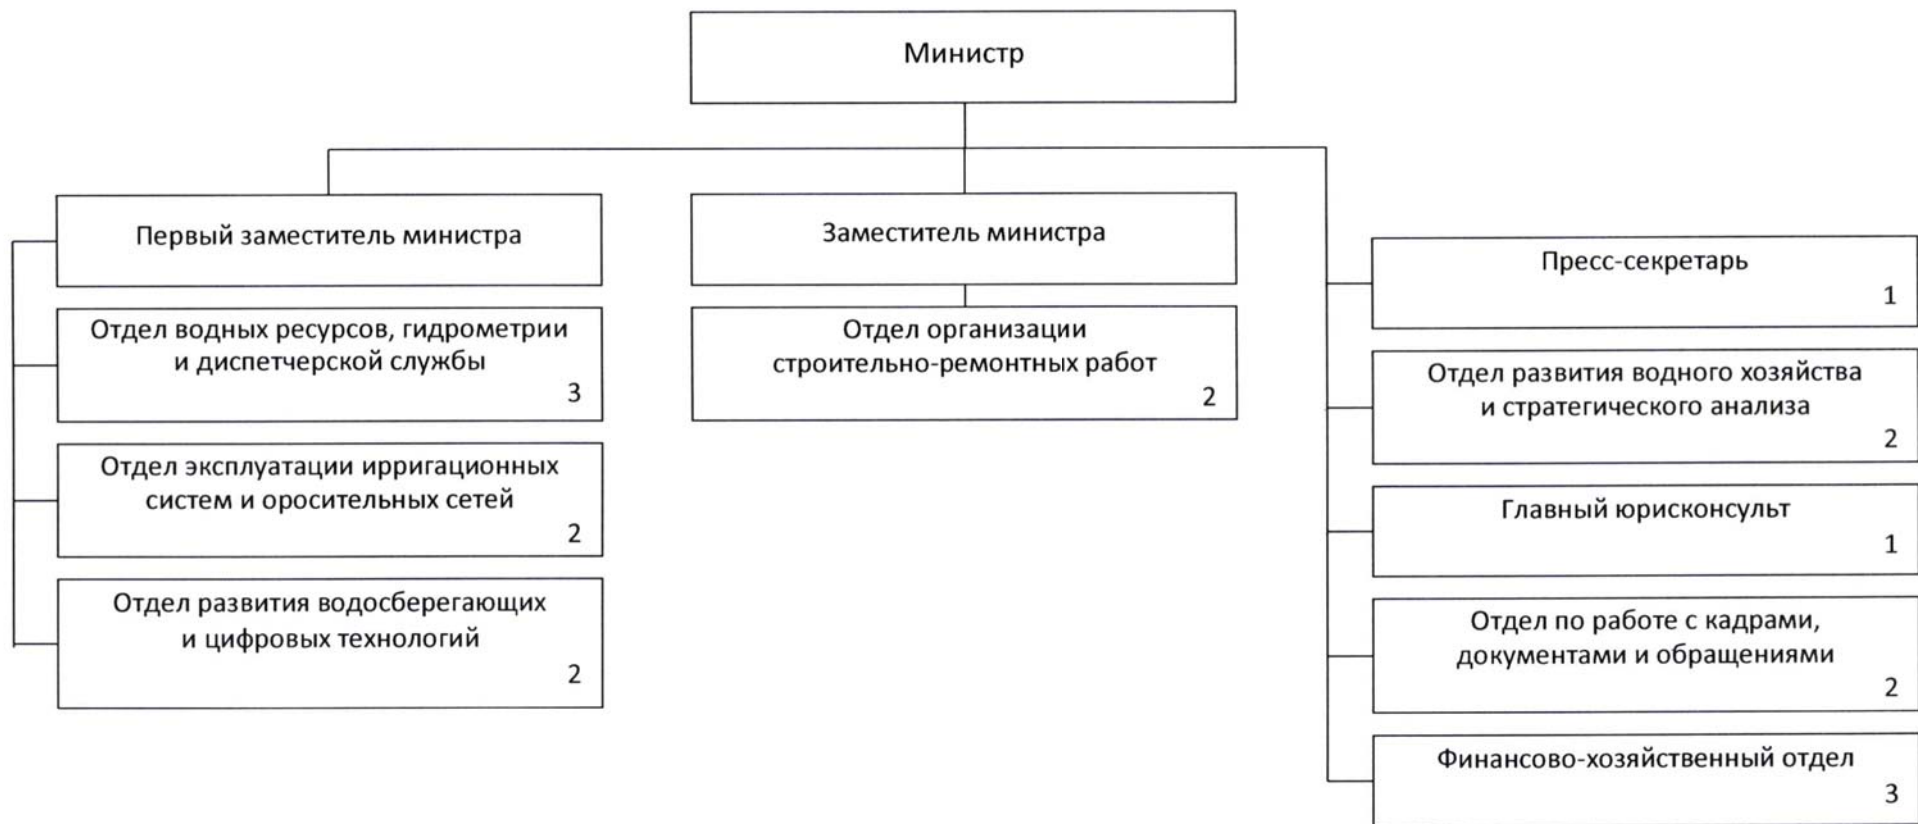 Министр
Первый заместитель министра
Отдел водных ресурсов, гидрометрии
и диспетчерской службы
3
Отдел эксплуатации ирригационных
систем и оросительных сетей
2
Отдел развития водосберегающих
и цифровых технологий
2
Заместитель министра
Отдел организации
строительно-ремонтных работ
2
Пресс-секретарь
1
Отдел развития водного хозяйства
и стратегического анализа
2
Главный юрисконсульт
1
Отдел по работе с кадрами,
документами и обращениями
2
Финансово-хозяйственный отдел
3